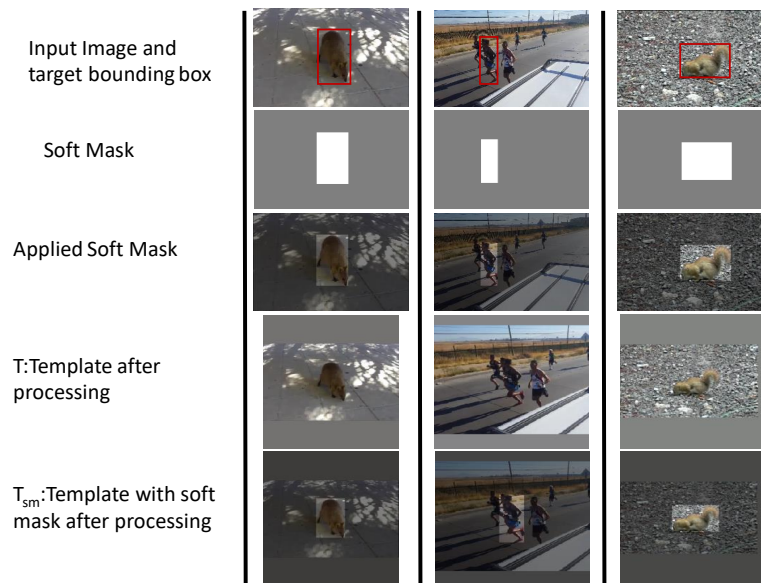 Input Image and
target bounding box
Soft Mask
Applied Soft Mask
T:Template after
processing
Tsm:Template with soft
mask after processing